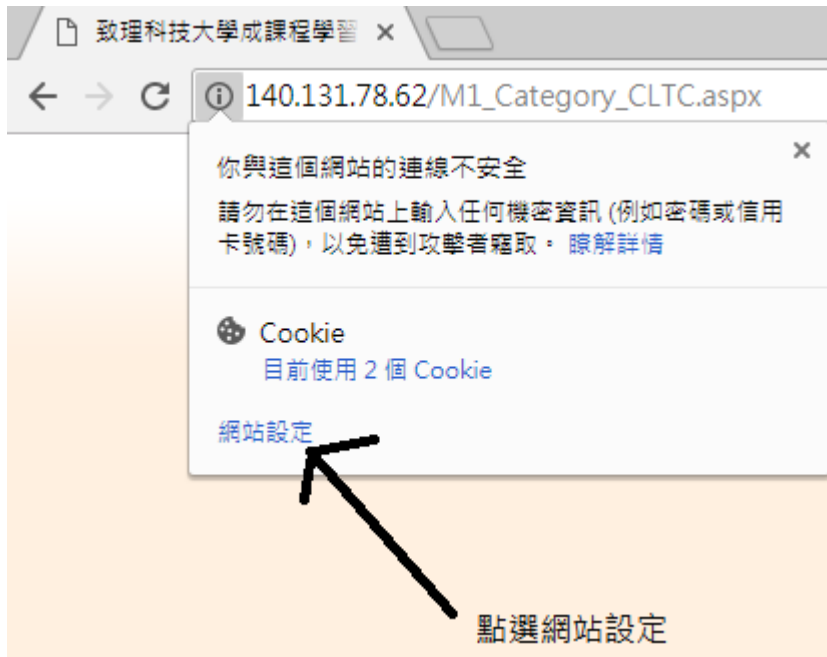 致理科技大學成課程學習
140.131.78.62/M1_Category_CLTC.aspx
你與這個網站的連線不安全
請勿在這個網站上輸入任何機密資訊 (例如密碼或信用
卡號碼)，以免遭到攻擊者竊取。 瞭解詳情
Cookie
目前使用 2 個 Cookie
網站設定
點選網站設定